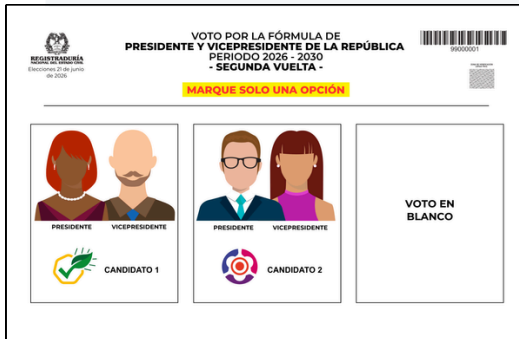 VOTO POR LA FÓRMULA DE
PRESIDENTE Y VICEPRESIDENTE DE LA REPÚBLICA
PERIODO 2026 - 2030
- SEGUNDA VUELTA -
REGISTRADURÍA
NACIONAL DEL ESTADO CIVIL
Elecciones 21 de junio
de 2026
99000001
MARQUE SOLO UNA OPCIÓN
PRESIDENTE VICEPRESIDENTE
CANDIDATO 1
PRESIDENTE VICEPRESIDENTE
CANDIDATO 2
VOTO EN
BLANCO